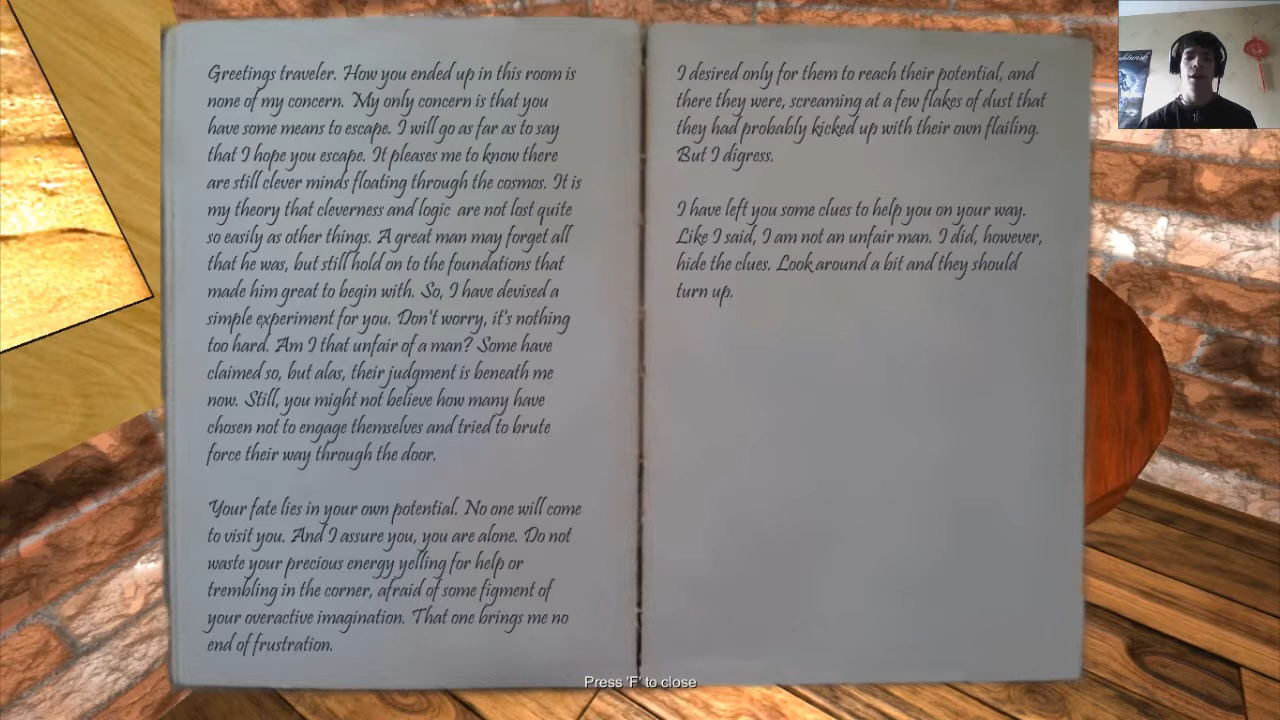 Greetings traveler. How you ended up in this room is
none of my concern. My only concern is that you
have some means to escape. I will go as far as to say
that I hope you escape. It pleases me to know there
are still clever minds floating through the cosmos. It is
my theory that cleverness and logic are not lost quite
so easily as other things. A great man may forget all
that he was, but still hold on to the foundations that
made him great to begin with. So, I have devised a
simple experiment for you. Don't worry, it's nothing
too hard. Am I that unfair of a man? Some have
claimed so, but alas, their judgment is beneath me
now. Still, you might not believe how many have
chosen not to engage themselves and tried to brute
force their way through the door.
Your fate lies in your own potential. No one will come
to visit you. And I assure you, you are alone. Do not
waste your precious energy yelling for help or
trembling in the corner, afraid of some figment of
your overactive imagination. That one brings me no
end of frustration.
I desired only for them to reach their potential, and
there they were, screaming at a few flakes of dust that
they had probably kicked up with their own flailing.
But I digress.
I have left you some clues to help you on your way.
Like I said, I am not an unfair man. I did, however,
hide the clues. Look around a bit and they should
turn up.
Press 'F' to close